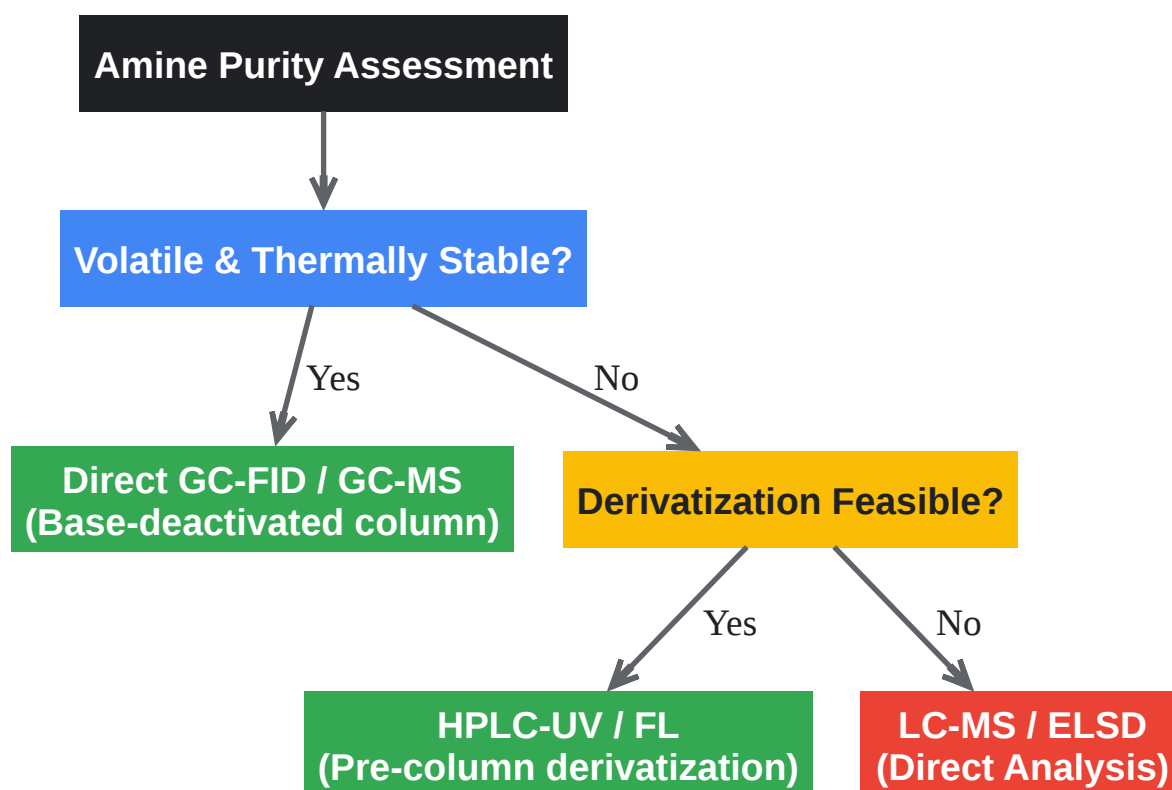 Amine Purity Assessment
Volatile & Thermally Stable?
Yes
No
Direct GC-FID / GC-MS
(Base-deactivated column)
Derivatization Feasible?
Yes
No
HPLC-UV / FL
(Pre-column derivatization)
LC-MS / ELSD
(Direct Analysis)